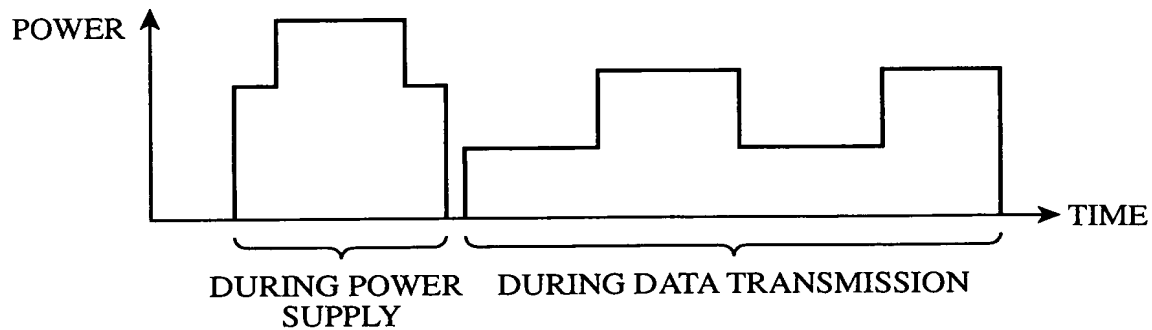 POWER
TIME
DURING POWER
SUPPLY
DURING DATA TRANSMISSION